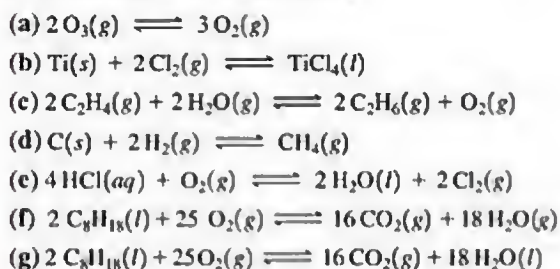 (a) 2 O₃(g) ⇌ 3 O₂(g)
(b) Ti(s) + 2 Cl₂(g) ⇌ TiCl₄(l)
(c) 2 C₂H₄(g) + 2 H₂O(g) ⇌ 2 C₂H₆(g) + O₂(g)
(d) C(s) + 2 H₂(g) ⇌ CH₄(g)
(e) 4 HCl(aq) + O₂(g) ⇌ 2 H₂O(l) + 2 Cl₂(g)
(f) 2 C₈H₁₈(l) + 25 O₂(g) ⇌ 16 CO₂(g) + 18 H₂O(g)
(g) 2 C₈H₁₈(l) + 25 O₂(g) ⇌ 16 CO₂(g) + 18 H₂O(l)